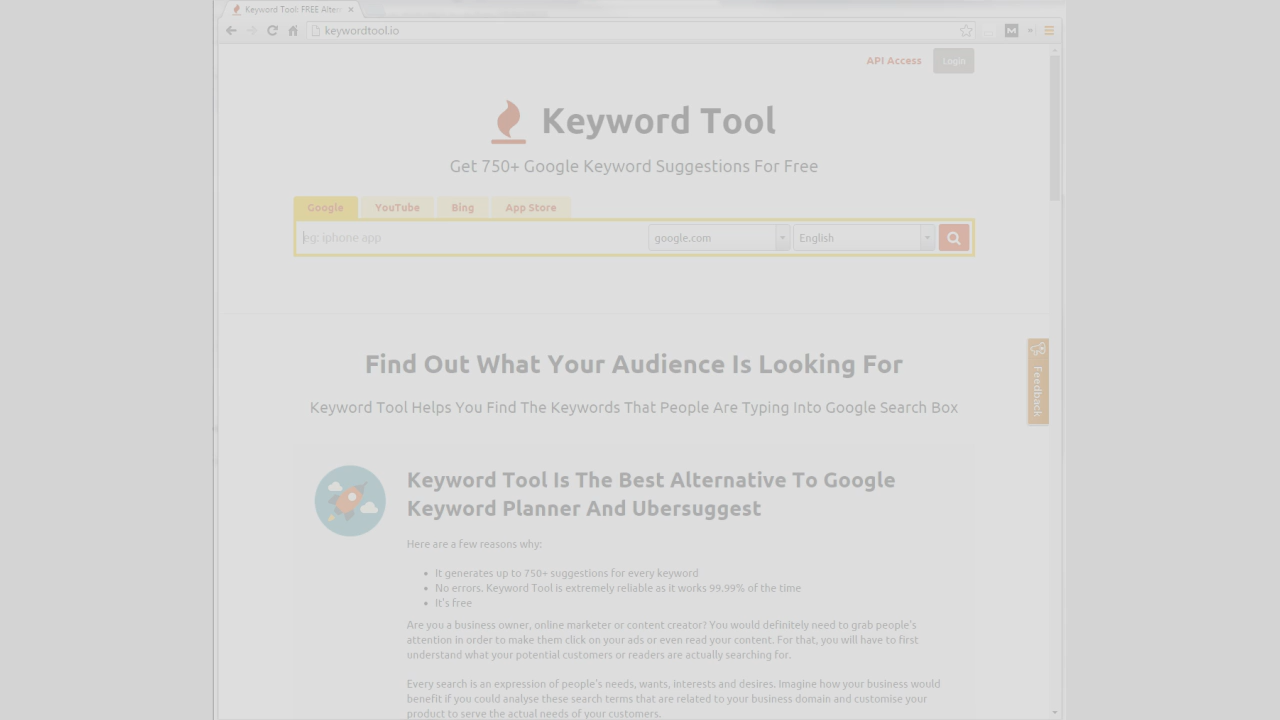 Keyword Tool: FREE Alter
keywordtool.io
API Access Login
Keyword Tool
Get 750+ Google Keyword Suggestions For Free
Google YouTube Bing App Store
eg: iphone app google.com English
Find Out What Your Audience Is Looking For
Feedback
Keyword Tool Helps You Find The Keywords That People Are Typing Into Google Search Box
Keyword Tool Is The Best Alternative To Google
Keyword Planner And Ubersuggest
Here are a few reasons why:
• It generates up to 750+ suggestions for every keyword
• No errors. Keyword Tool is extremely reliable as it works 99.99% of the time
• It's free
Are you a business owner, online marketer or content creator? You would definitely need to grab people's
attention in order to make them click on your ads or even read your content. For that, you will have to first
understand what your potential customers or readers are actually searching for.
Every search is an expression of people's needs, wants, interests and desires. Imagine how your business would
benefit if you could analyse these search terms that are related to your business domain and customise your
product to serve the actual needs of your customers.